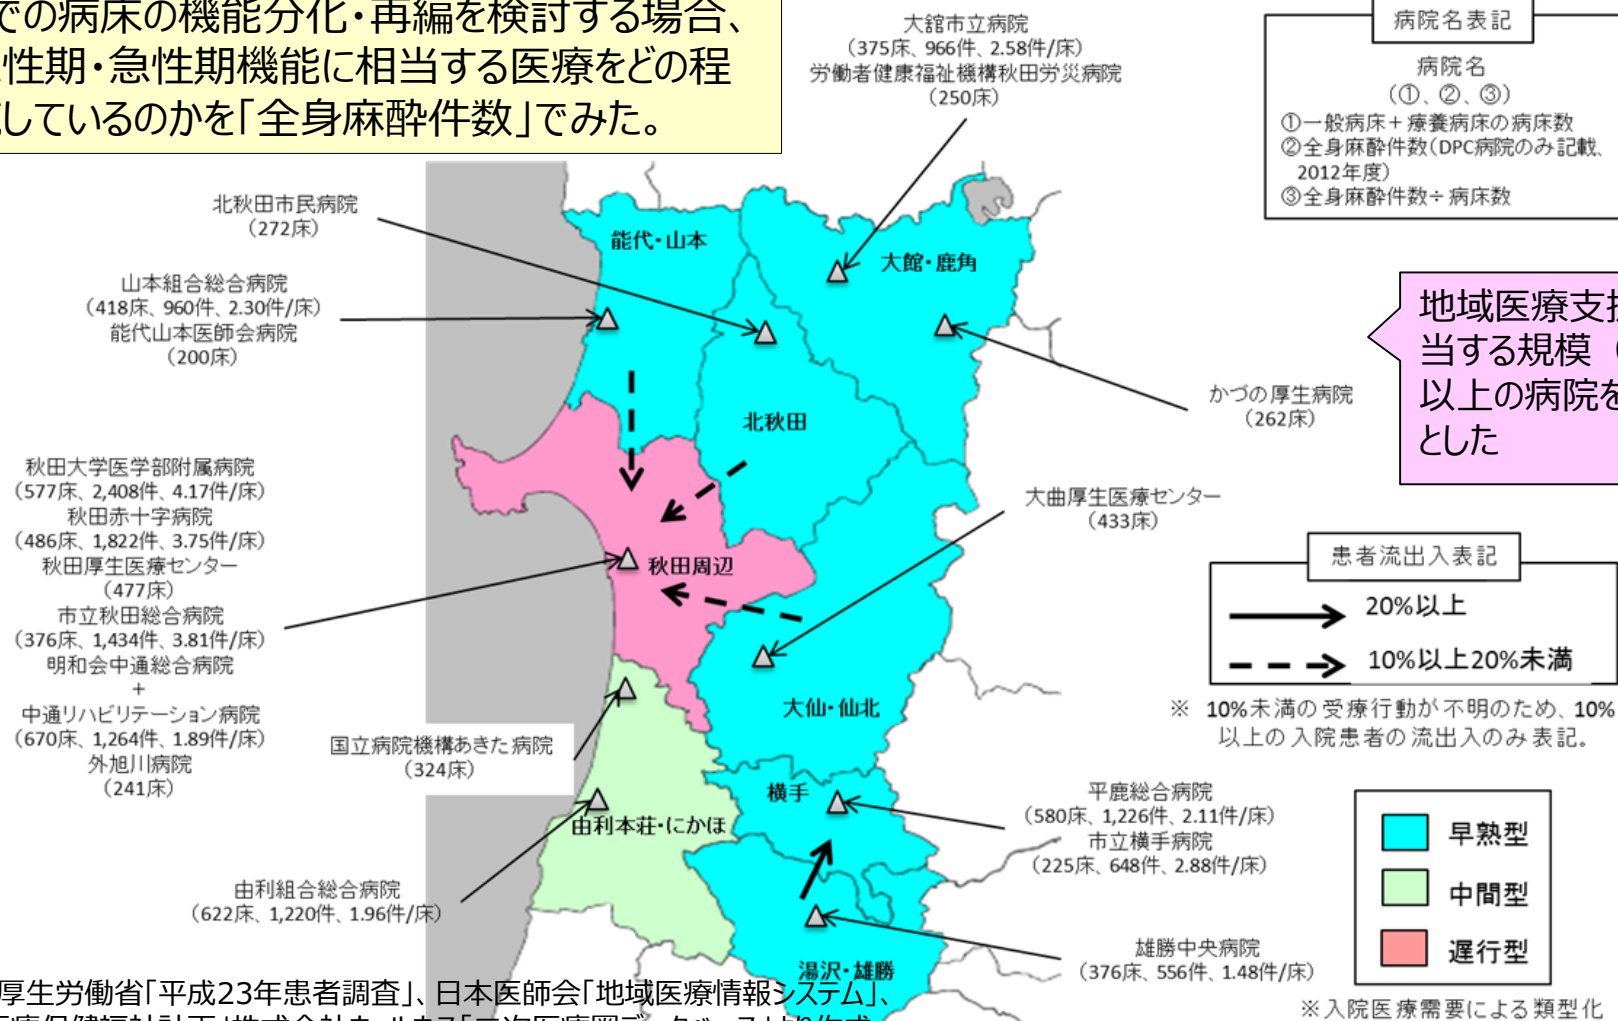 での病床の機能分化・再編を検討する場合、
性期・急性期機能に相当する医療をどの程
しているのかを「全身麻酔件数」でみた。
大舘市立病院
(375床、966件、2.58件/床)
労働者健康福祉機構秋田労災病院
(250床)
病院名表記
病院名
(①、②、③)
①一般病床+療養病床の病床数
②全身麻酔件数(DPC病院のみ記載、
2012年度)
③全身麻酔件数÷病床数
北秋田市民病院
(272床)
山本組合総合病院
(418床、960件、2.30件/床)
能代山本医師会病院
(200床)
能代・山本
大館・鹿角
北秋田
地域医療支援
当する規模(
以上の病院を
とした
かづの厚生病院
(262床)
秋田大学医学部附属病院
(577床、2,408件、4.17件/床)
秋田赤十字病院
(486床、1,822件、3.75件/床)
秋田厚生医療センター
(477床)
市立秋田総合病院
(376床、1,434件、3.81件/床)
明和会中通総合病院
+
中通リハビリテーション病院
(670床、1,264件、1.89件/床)
外旭川病院
(241床)
大曲厚生医療センター
(433床)
秋田周辺
患者流出入表記
20%以上
10%以上20%未満
※ 10%未満の受療行動が不明のため、10%
以上の入院患者の流出入のみ表記。
大仙・仙北
国立病院機構あきた病院
(324床)
横手
平鹿総合病院
(580床、1,226件、2.11件/床)
市立横手病院
(225床、648件、2.88件/床)
由利本荘・にかほ
由利組合総合病院
(622床、1,220件、1.96件/床)
早熟型
中間型
遅行型
雄勝中央病院
(376床、556件、1.48件/床)
湯沢・雄勝
※入院医療需要による類型化
厚生労働省「平成23年患者調査」、日本医師会「地域医療情報システム」、